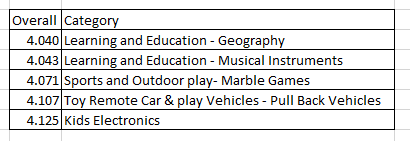 Overall Category
4.040 Learning and Education - Geography
4.043 Learning and Education - Musical Instruments
4.071 Sports and Outdoor play- Marble Games
4.107 Toy Remote Car & play Vehicles - Pull Back Vehicles
4.125 Kids Electronics